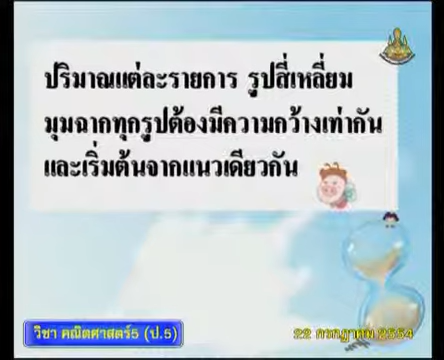 ปริมาณแต่ละรายการ รูปสี่เหลี่ยม
มุมฉากทุกรูปต้องมีความกว้างเท่ากัน
และเริ่มต้นจากแนวเดียวกัน
วิชา คณิตศาสตร์5 (ป.5)
22 กรกฎาคม 2554